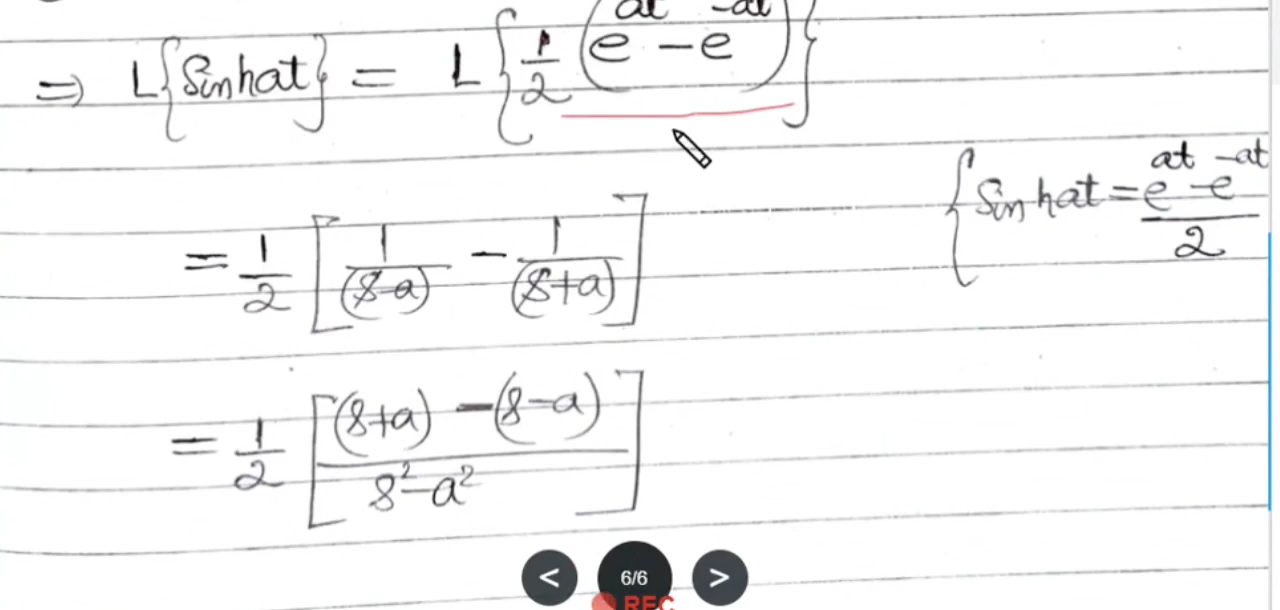 => L{Sinhat} = L{1/2 (e^at - e^-at)}
{Sinhat = (e^at - e^-at)/2
= 1/2 [1/(s-a) - 1/(s+a)]
= 1/2 [((s+a) - (s-a))/(s²-a²)]
< 6/6 >
REC